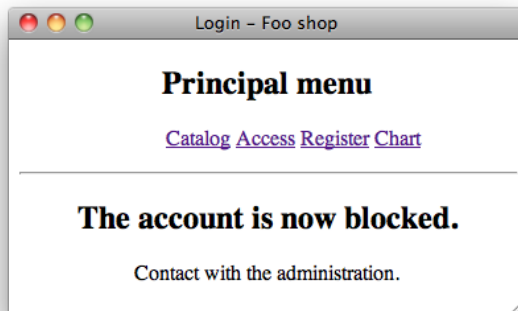 Login – Foo shop
Principal menu
Catalog Access Register Chart
The account is now blocked.
Contact with the administration.